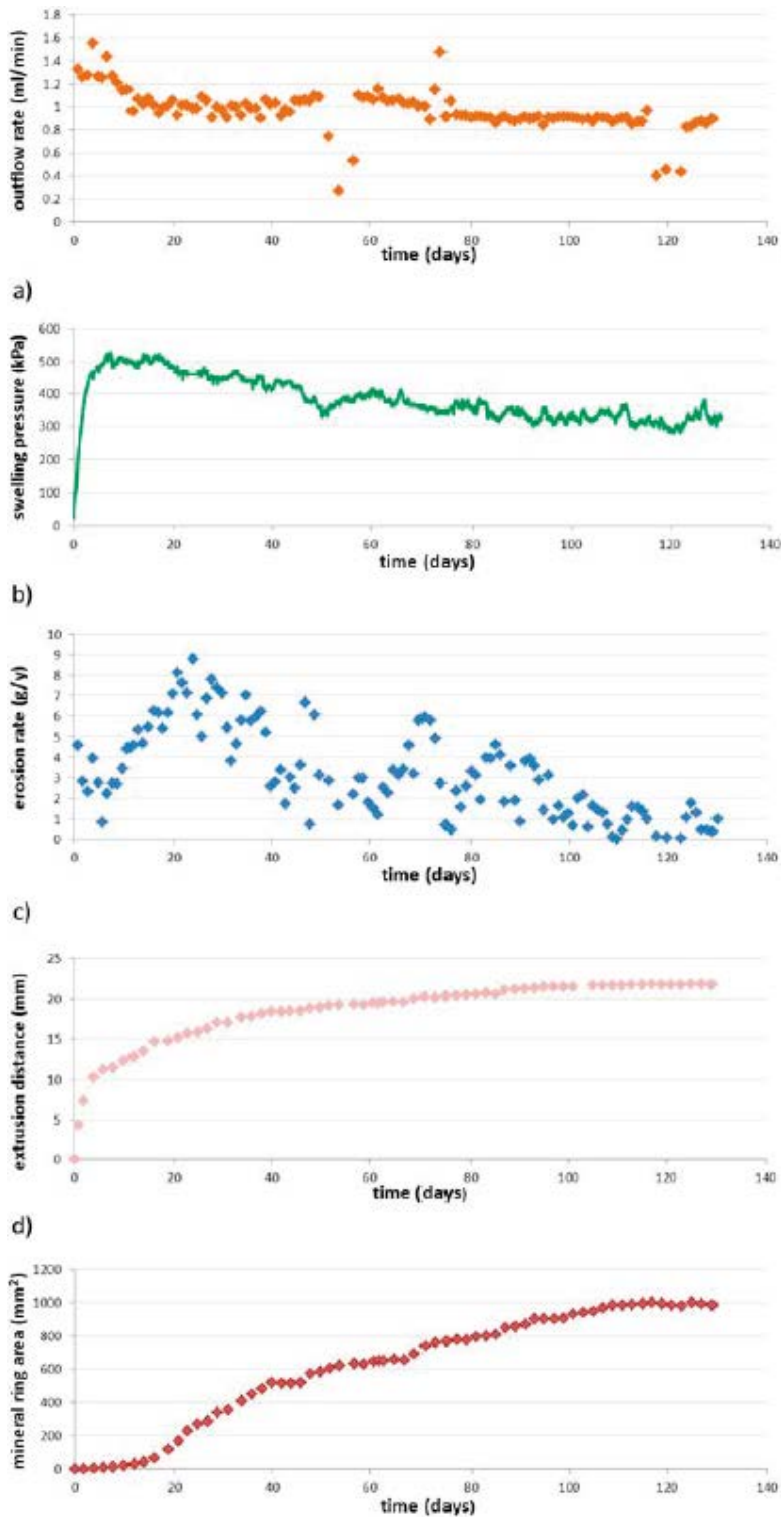 outflow rate (ml/min)
1.8
1.6
1.4
1.2
1
0.8
0.6
0.4
0.2
0
0 20 40 60 80 100 120 140
time (days)
a)
swelling pressure (kPa)
600
500
400
300
200
100
0
0 20 40 60 80 100 120 140
time (days)
b)
erosion rate (g/y)
10
9
8
7
6
5
4
3
2
1
0
0 20 40 60 80 100 120 140
time (days)
c)
extrusion distance (mm)
25
20
15
10
5
0
0 20 40 60 80 100 120 140
time (days)
d)
mineral ring area (mm²)
1200
1000
800
600
400
200
0
0 20 40 60 80 100 120 140
time (days)